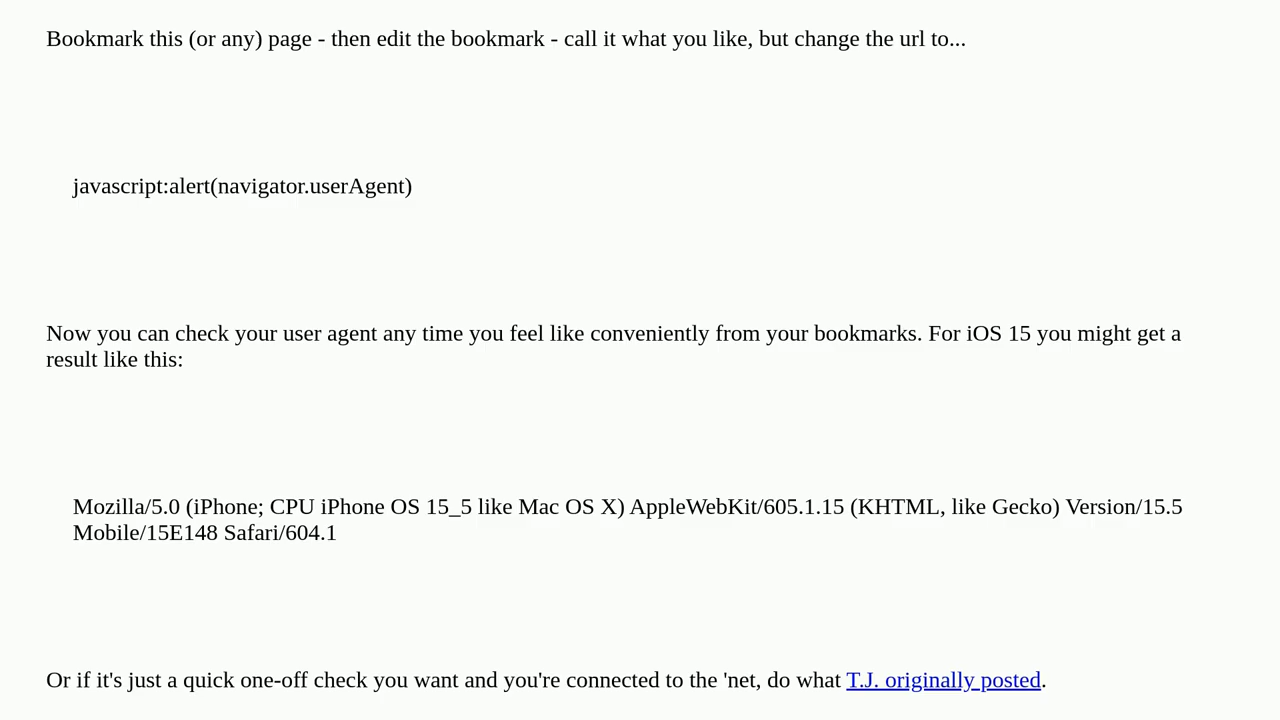 Bookmark this (or any) page - then edit the bookmark - call it what you like, but change the url to...
javascript:alert(navigator.userAgent)
Now you can check your user agent any time you feel like conveniently from your bookmarks. For iOS 15 you might get a
result like this:
Mozilla/5.0 (iPhone; CPU iPhone OS 15_5 like Mac OS X) AppleWebKit/605.1.15 (KHTML, like Gecko) Version/15.5
Mobile/15E148 Safari/604.1
Or if it's just a quick one-off check you want and you're connected to the 'net, do what T.J. originally posted.